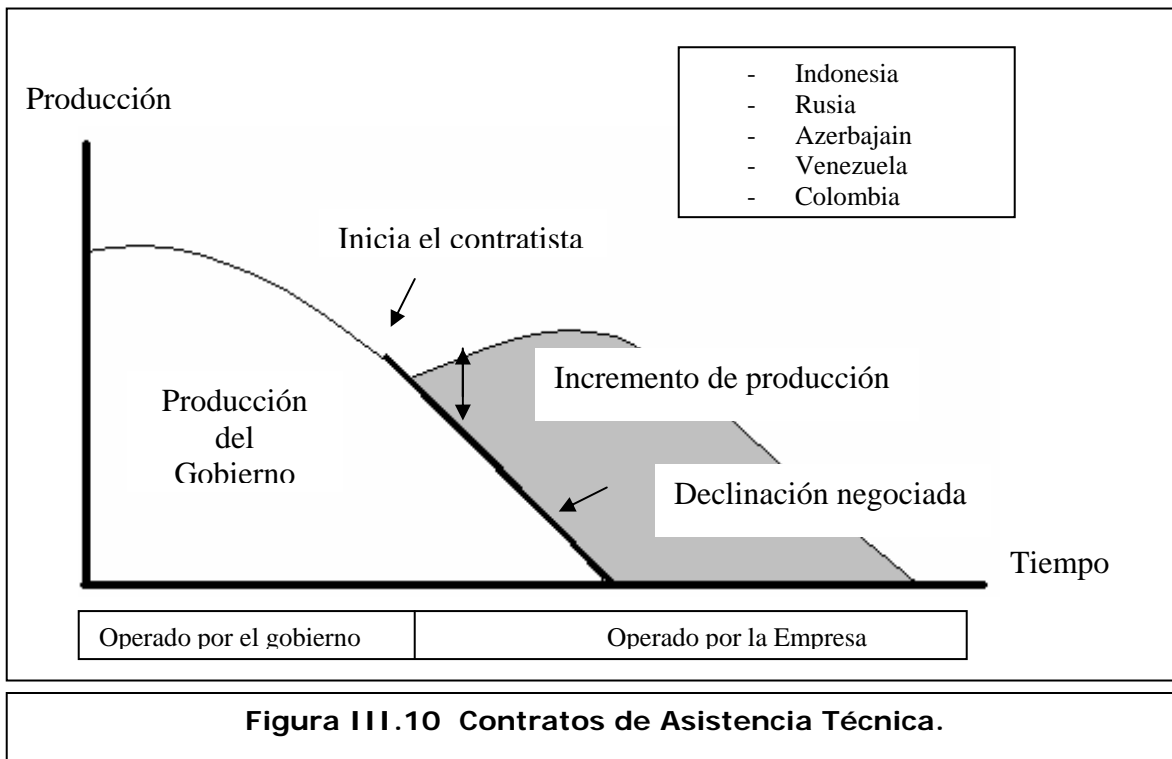 - Indonesia
- Rusia
- Azerbajain
- Venezuela
- Colombia
Producción
Inicia el contratista
Producción
del
Gobierno
Incremento de producción
Declinación negociada
Tiempo
Operado por el gobierno
Operado por la Empresa
Figura III.10 Contratos de Asistencia Técnica.